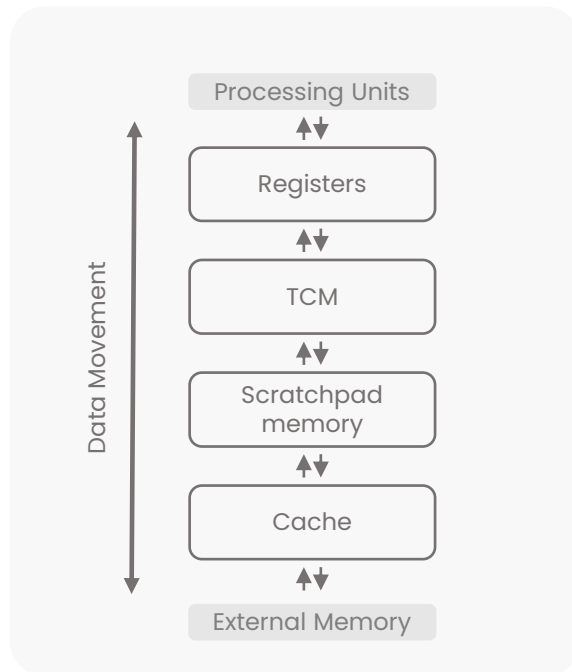 Processing Units
Registers
TCM
Scratchpad
memory
Cache
External Memory
Data Movement